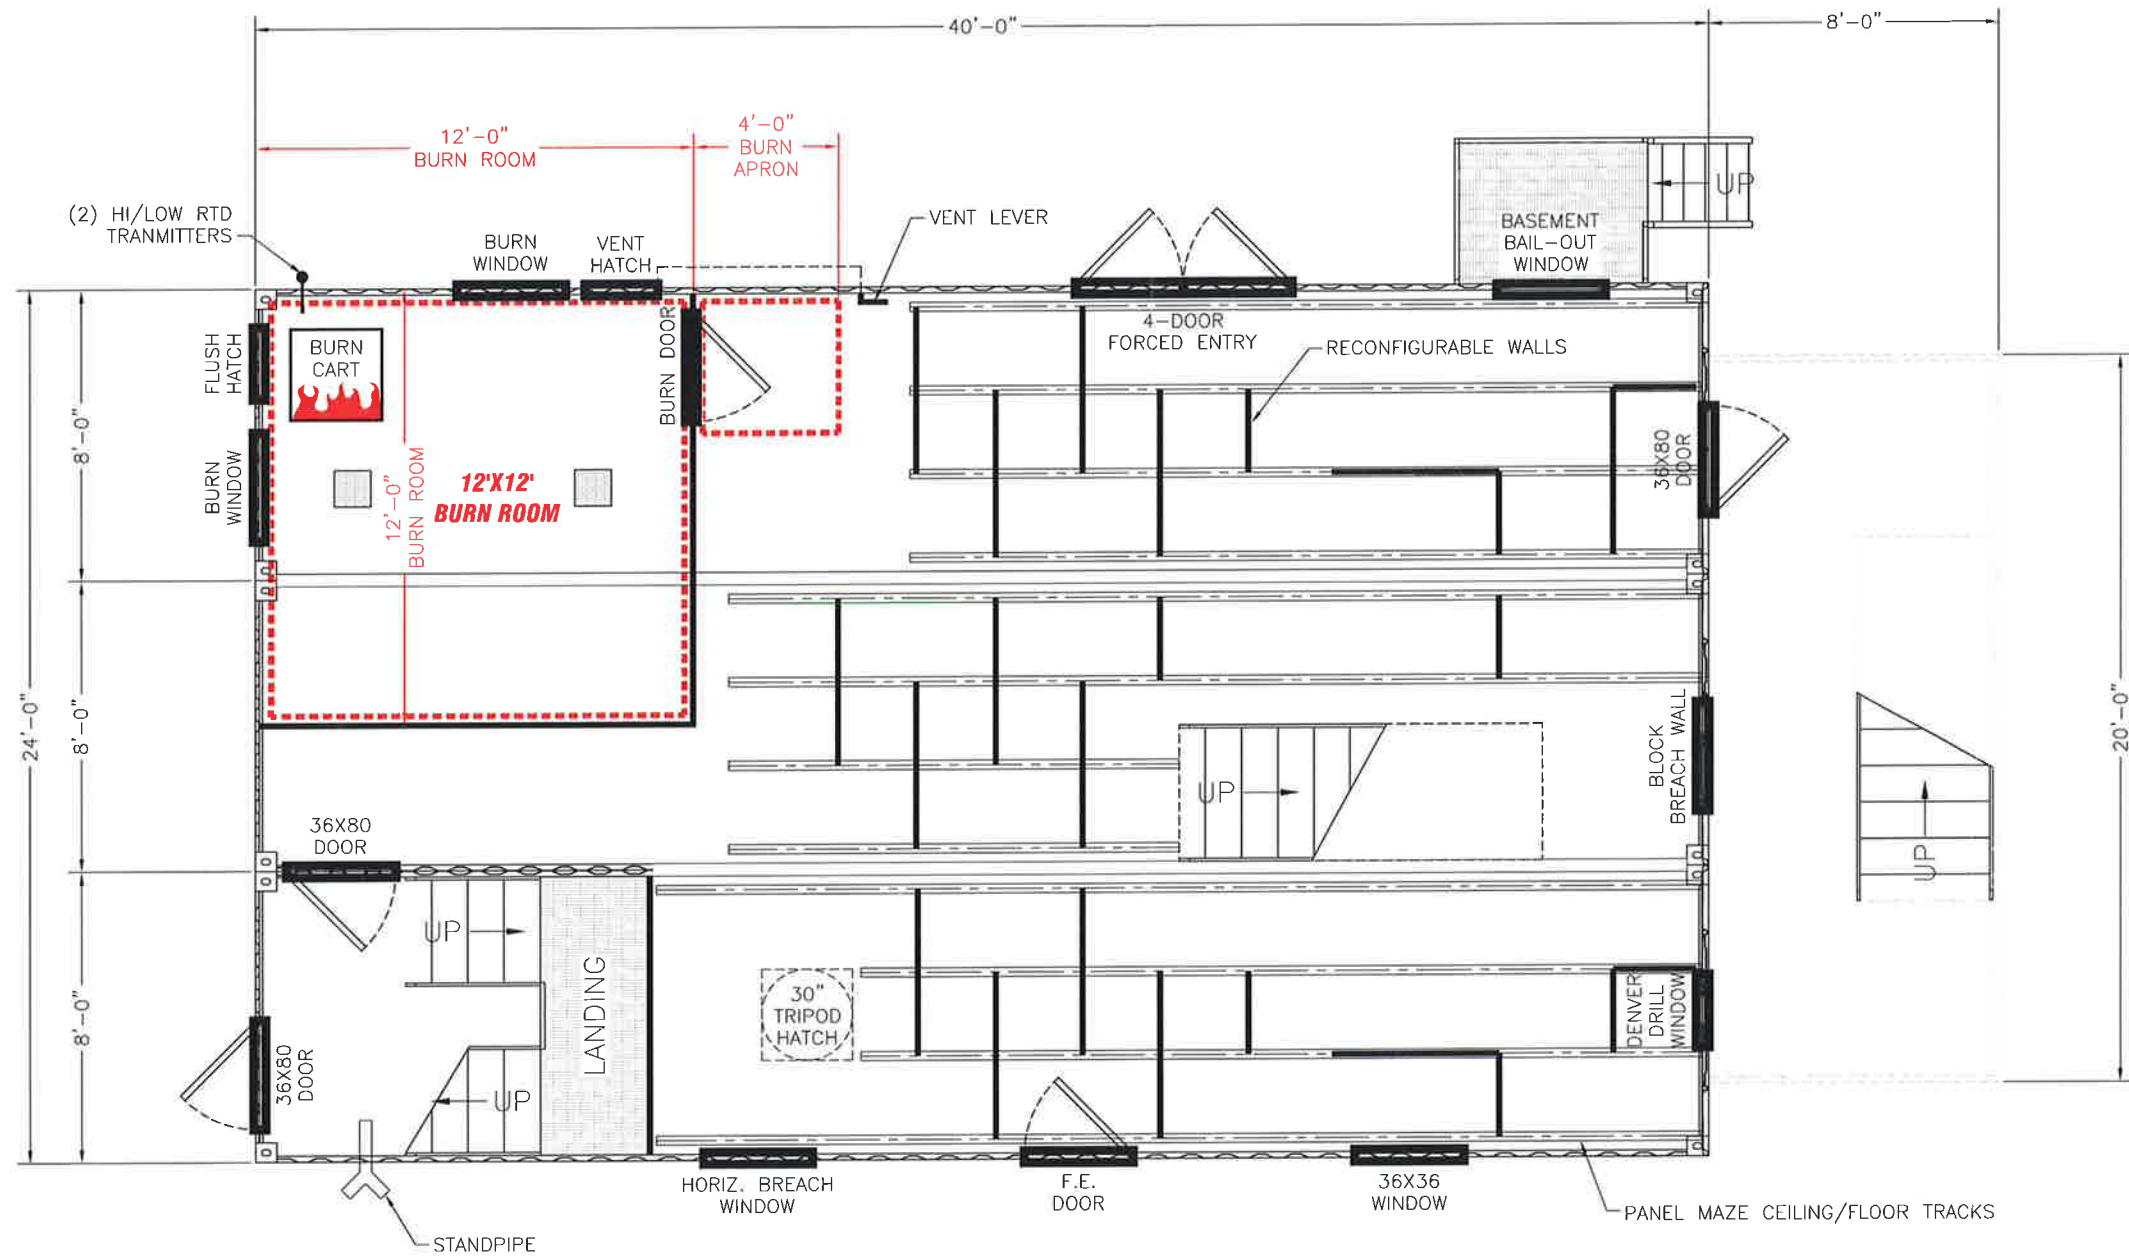 40'-0"
8'-0"
12'-0"
BURN ROOM
4'-0"
BURN
APRON
(2) HI/LOW RTD
TRANMITTERS
BURN
WINDOW
VENT
HATCH
VENT LEVER
UP
BASEMENT
BAIL-OUT
WINDOW
FLUSH
HATCH
BURN
CART
BURN DOOR
4-DOOR
FORCED ENTRY
RECONFIGURABLE WALLS
8'-0"
BURN
WINDOW
12'-0"
BURN ROOM
12'X12'
BURN ROOM
36X80
DOOR
24'-0"
8'-0"
20'-0"
BLOCK
BREACH WALL
UP
UP
36X80
DOOR
UP
LANDING
8'-0"
30"
TRIPOD
HATCH
DENVER
DRILL
WINDOW
36X80
DOOR
UP
HORIZ. BREACH
WINDOW
F.E.
DOOR
36X36
WINDOW
PANEL MAZE CEILING/FLOOR TRACKS
STANDPIPE